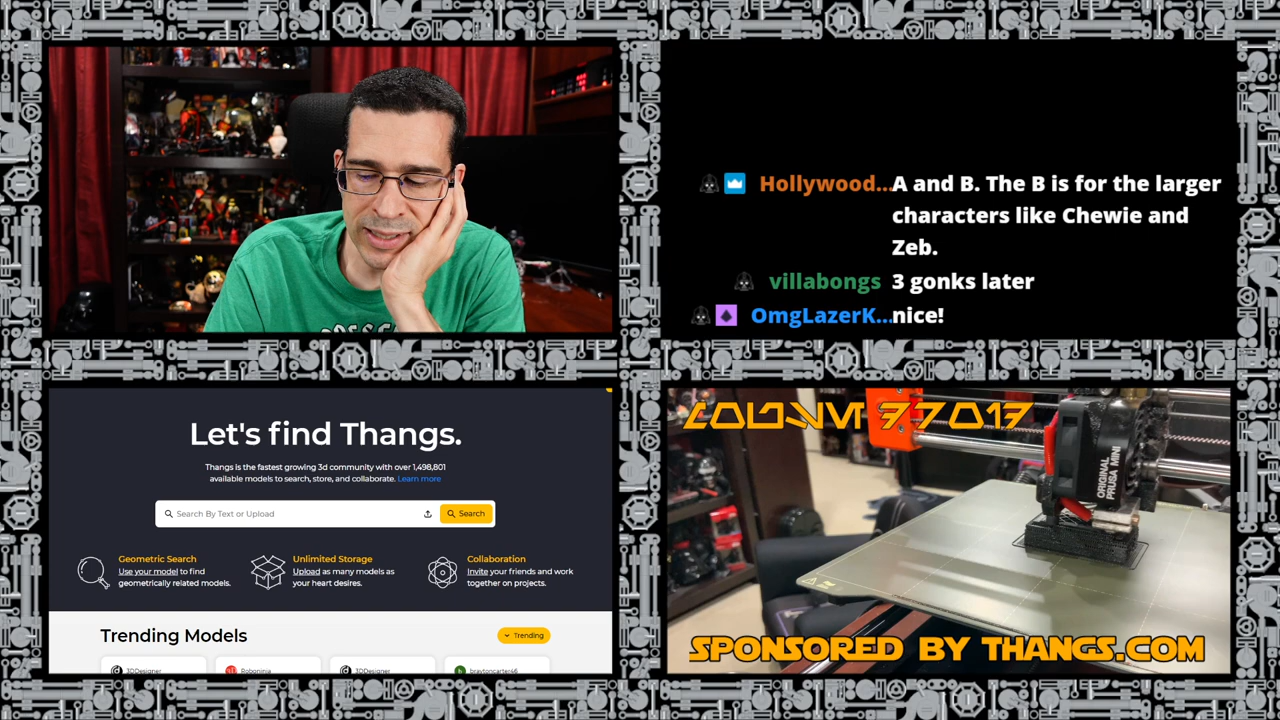 Hollywood... A and B. The B is for the larger
characters like Chewie and
Zeb.
villabongs 3 gonks later
OmgLazerK... nice!
Let's find Thangs.
Thangs is the fastest growing 3d community with over 1,498,801
available models to search, store, and collaborate. Learn more
Search By Text or Upload
Search
Geometric Search
Use your model to find
geometrically related models.
Unlimited Storage
Upload as many models as
your heart desires.
Collaboration
Invite your friends and work
together on projects.
Trending Models
Trending
3DDesigner
Roboninja
3DDesigner
braytoncarter46
ORIGINAL
PRUSA MINI
SPONSORED BY THANGS.COM